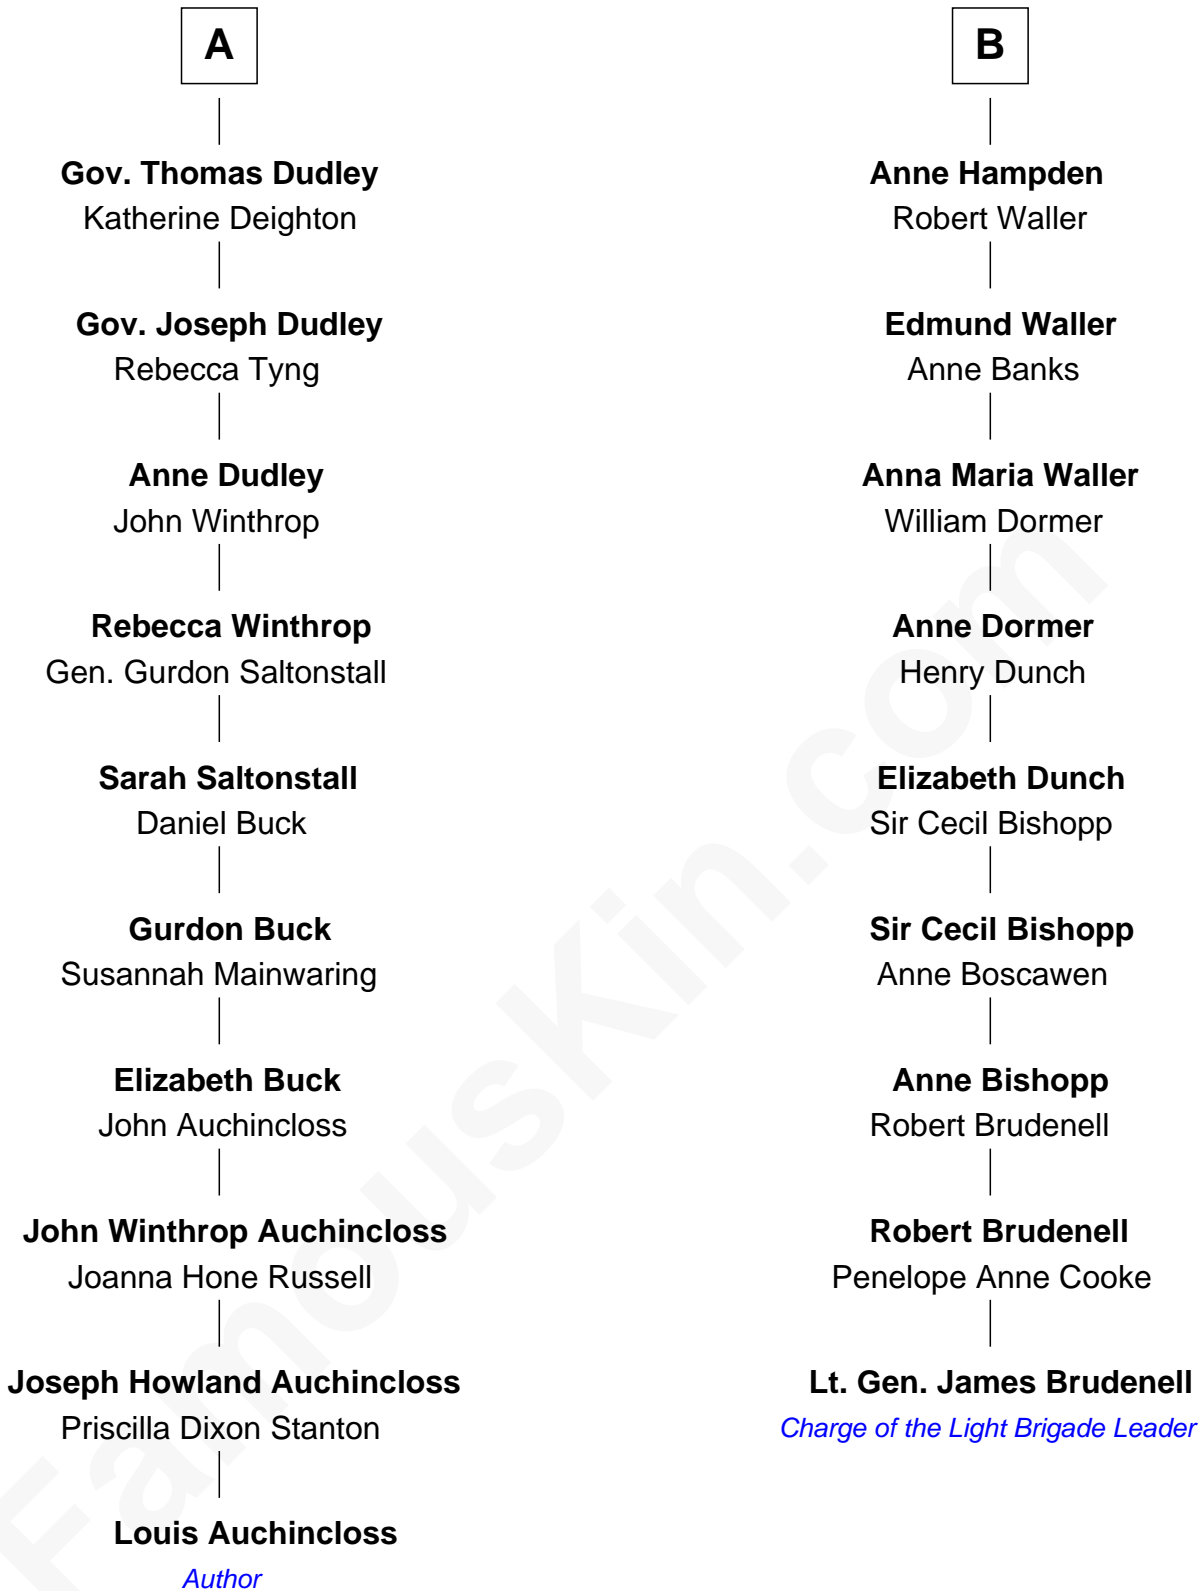 A
Gov. Thomas Dudley
Katherine Deighton
Gov. Joseph Dudley
Rebecca Tyng
Anne Dudley
John Winthrop
Rebecca Winthrop
Gen. Gurdon Saltonstall
Sarah Saltonstall
Daniel Buck
Gurdon Buck
Susannah Mainwaring
Elizabeth Buck
John Auchincloss
John Winthrop Auchincloss
Joanna Hone Russell
Joseph Howland Auchincloss
Priscilla Dixon Stanton
Louis Auchincloss
Author
B
Anne Hampden
Robert Waller
Edmund Waller
Anne Banks
Anna Maria Waller
William Dormer
Anne Dormer
Henry Dunch
Elizabeth Dunch
Sir Cecil Bishopp
Sir Cecil Bishopp
Anne Boscawen
Anne Bishopp
Robert Brudenell
Robert Brudenell
Penelope Anne Cooke
Lt. Gen. James Brudenell
Charge of the Light Brigade Leader
FamousKin.com